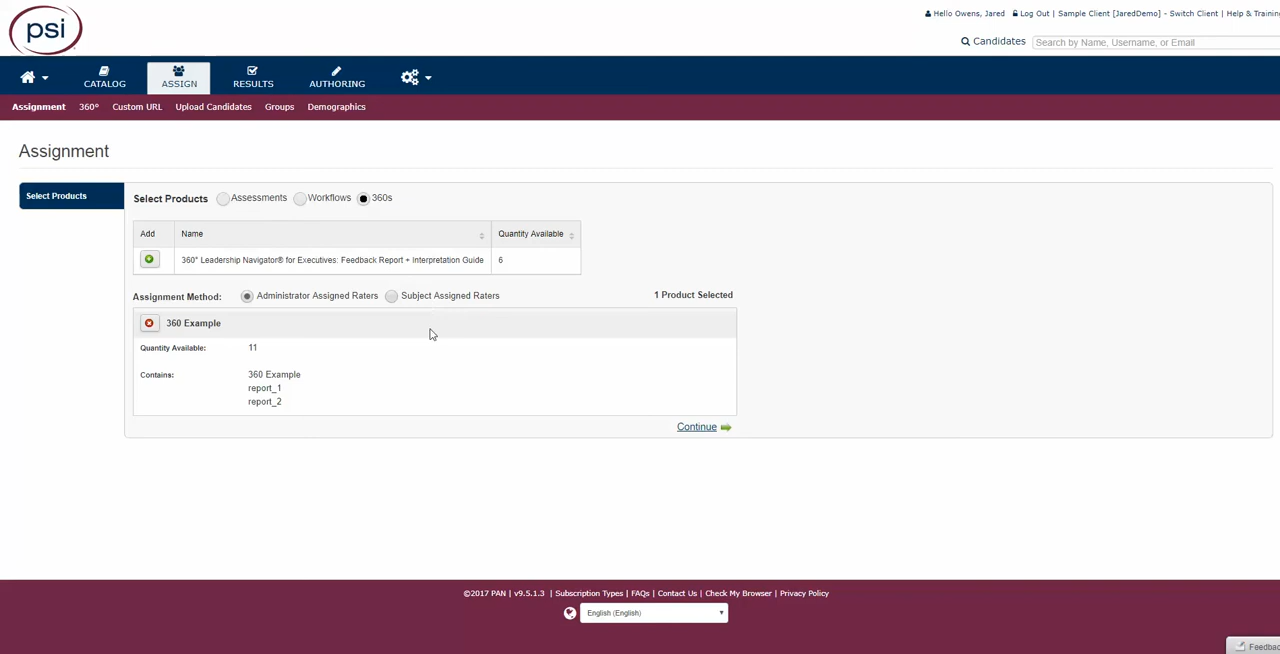 psi
Hello Owens, Jared Log Out | Sample Client [JaredDemo] - Switch Client | Help & Training
Candidates Search by Name, Username, or Email
CATALOG ASSIGN RESULTS AUTHORING
Assignment 360° Custom URL Upload Candidates Groups Demographics
Assignment
Select Products
Select Products Assessments Workflows 360s
Add Name Quantity Available
360° Leadership Navigator® for Executives: Feedback Report + Interpretation Guide 6
Assignment Method: Administrator Assigned Raters Subject Assigned Raters 1 Product Selected
360 Example
Quantity Available: 11
Contains: 360 Example
report_1
report_2
Continue
©2017 PAN | v9.5.1.3 | Subscription Types | FAQs | Contact Us | Check My Browser | Privacy Policy
English (English)
Feedbac